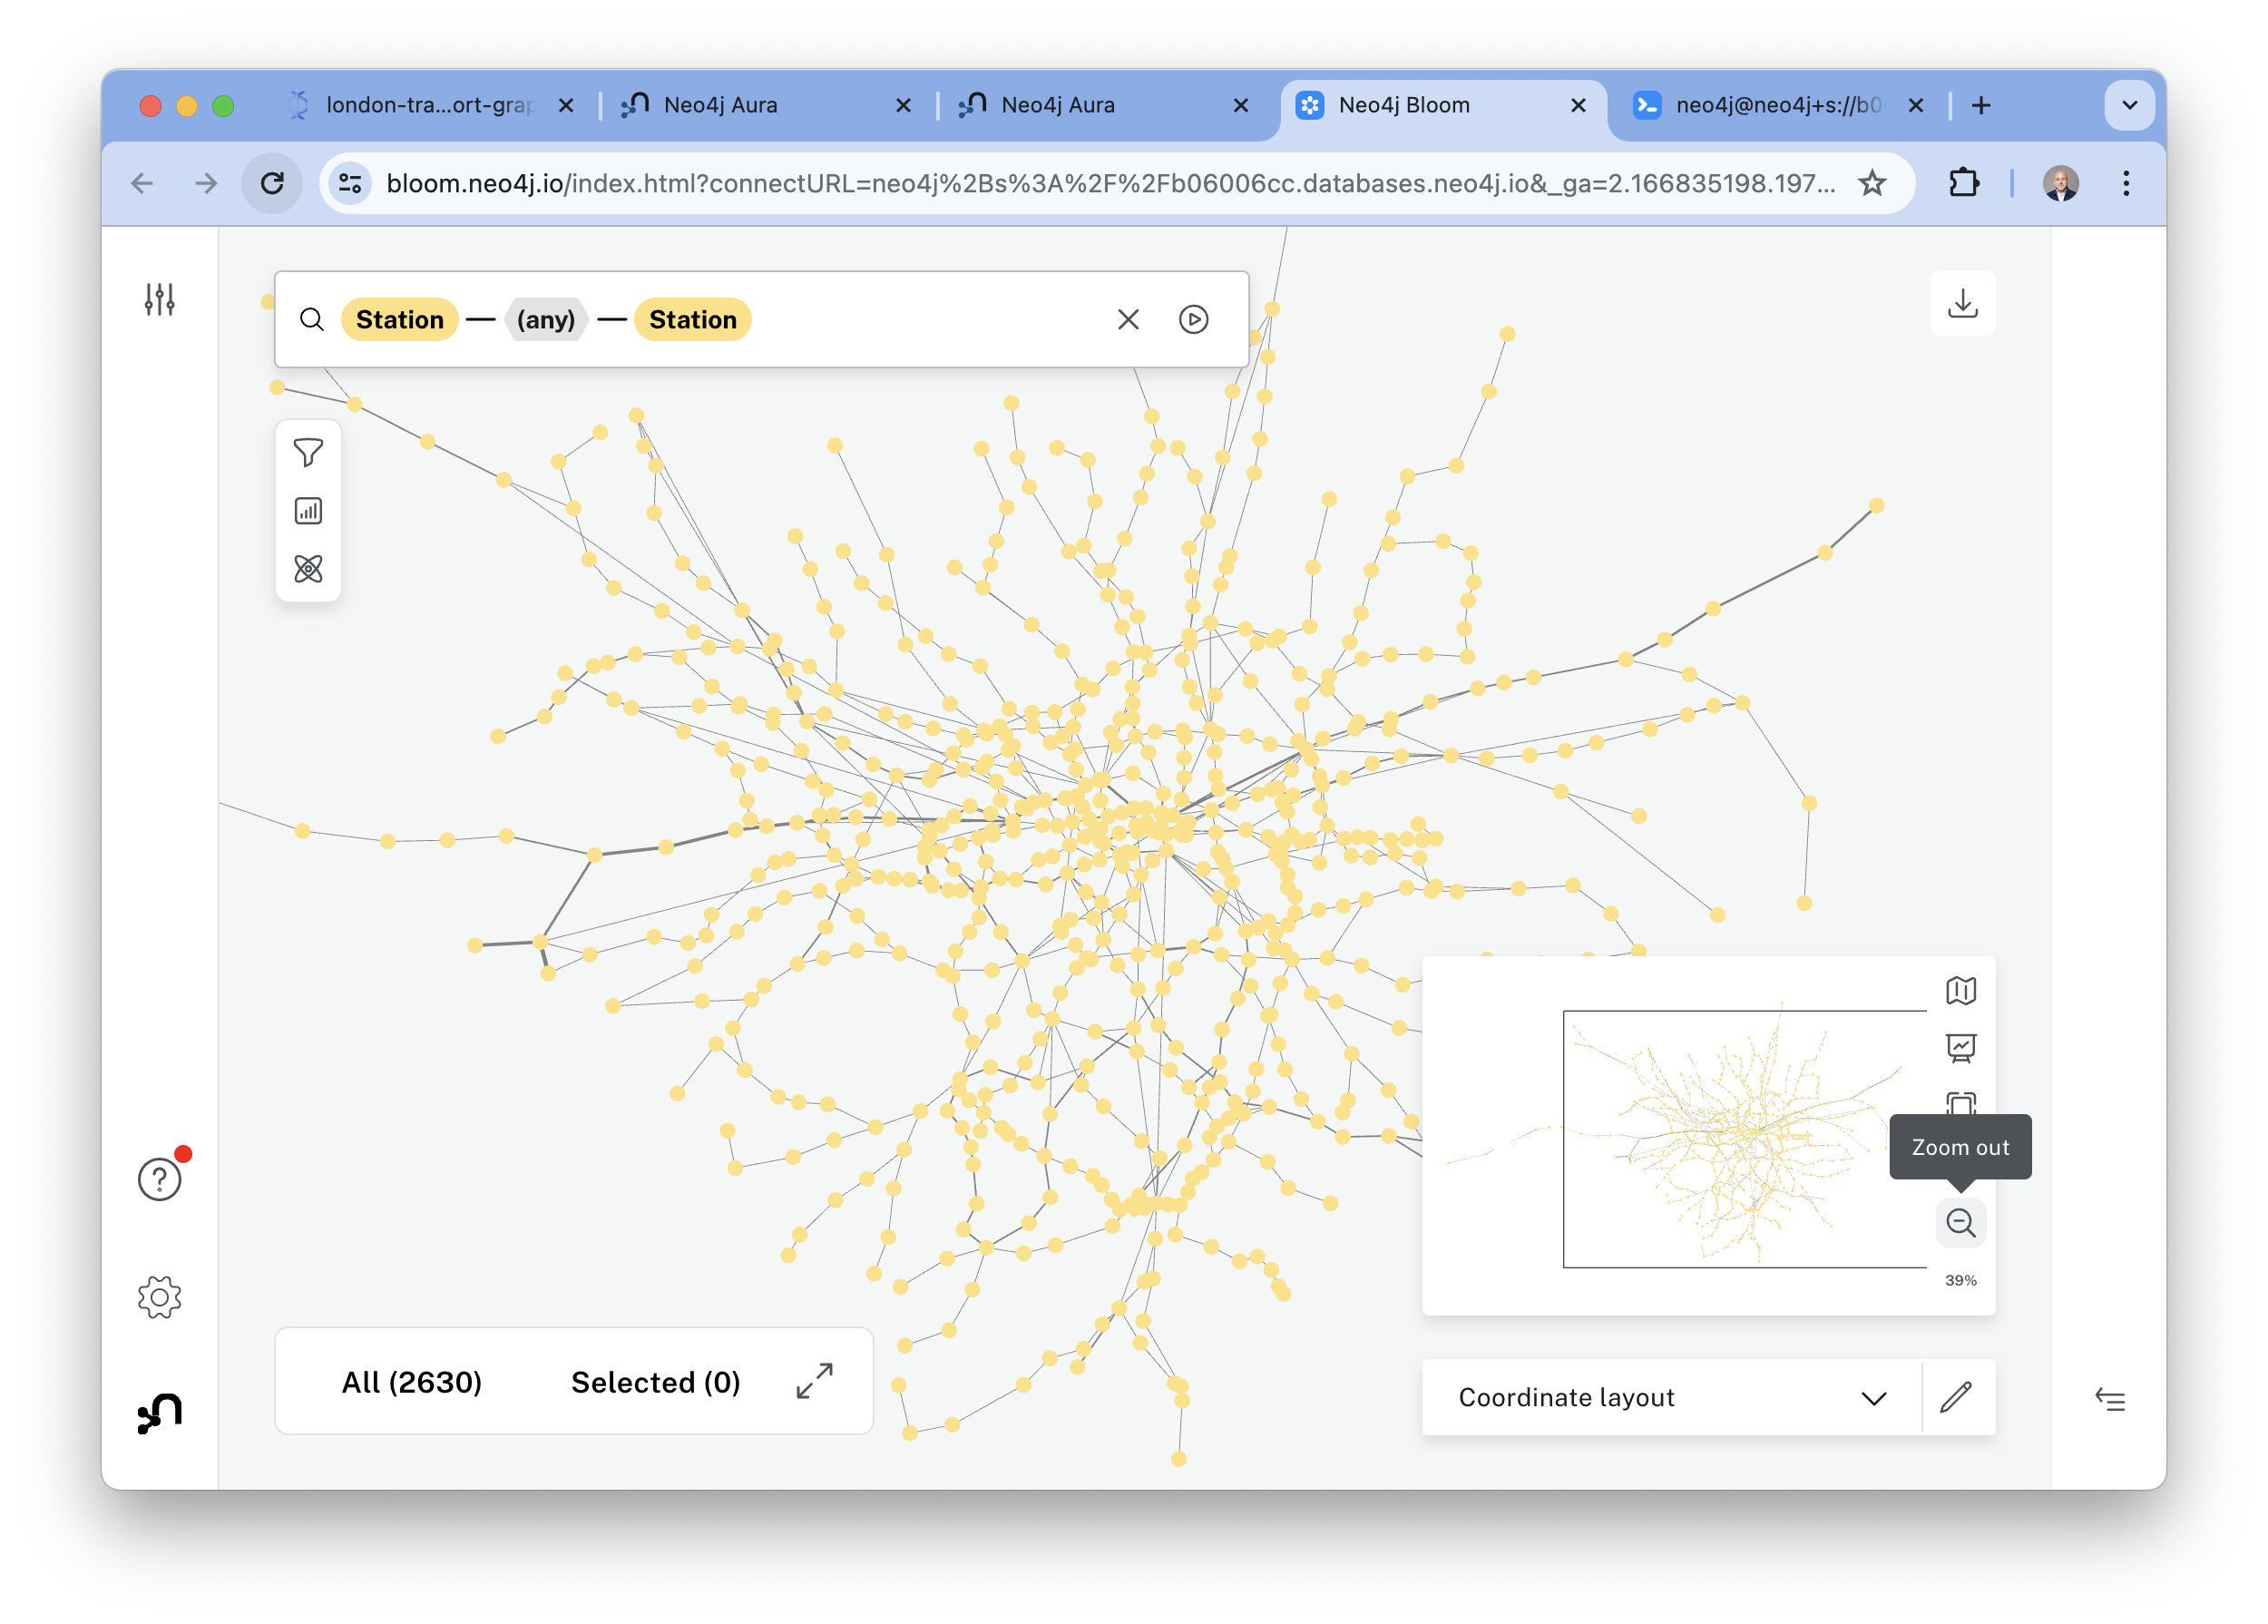 london-tra...ort-grap
Neo4j Aura
Neo4j Aura
Neo4j Bloom
neo4j@neo4j+s://b0
bloom.neo4j.io/index.html?connectURL=neo4j%2Bs%3A%2F%2Fb06006cc.databases.neo4j.io&_ga=2.166835198.197...
Station — (any) — Station
Zoom out
39%
All (2630) Selected (0)
Coordinate layout